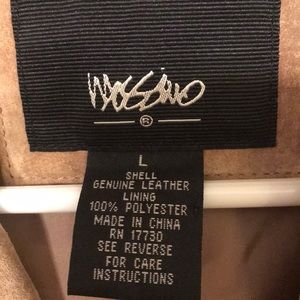 MOSSIMO
®
L
SHELL
GENUINE LEATHER
LINING
100% POLYESTER
MADE IN CHINA
RN 17730
SEE REVERSE
FOR CARE
INSTRUCTIONS